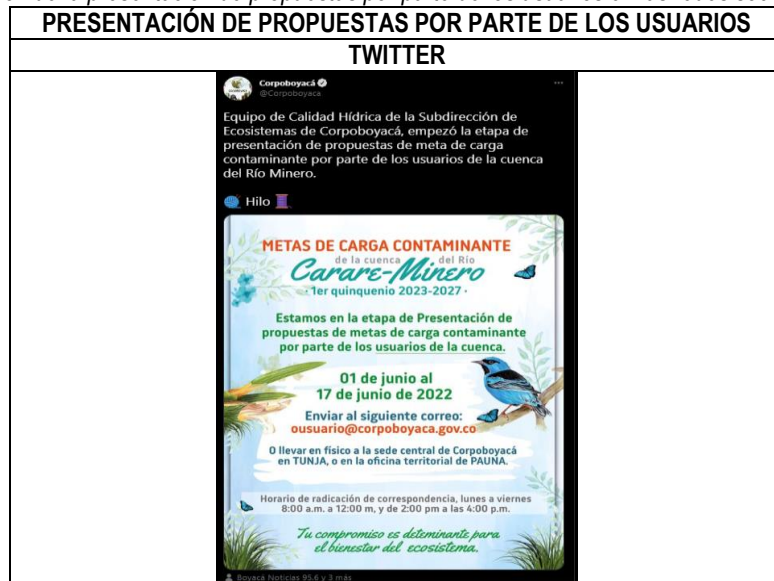 PRESENTACIÓN DE PROPUESTAS POR PARTE DE LOS USUARIOS
TWITTER
Corpoboyacá
@Corpoboyaca
Equipo de Calidad Hídrica de la Subdirección de
Ecosistemas de Corpoboyacá, empezó la etapa de
presentación de propuestas de meta de carga
contaminante por parte de los usuarios de la cuenca
del Río Minero.
Hilo
METAS DE CARGA CONTAMINANTE
de la cuenca del Río
Carare-Minero
·1er quinquenio 2023-2027·
Estamos en la etapa de Presentación de
propuestas de metas de carga contaminante
por parte de los usuarios de la cuenca.
01 de junio al
17 de junio de 2022
Enviar al siguiente correo:
ousuario@corpoboyaca.gov.co
O llevar en físico a la sede central de Corpoboyacá
en TUNJA, o en la oficina territorial de PAUNA.
Horario de radicación de correspondencia, lunes a viernes
8:00 a.m. a 12:00 m, y de 2:00 pm a las 4:00 p.m.
Tu compromiso es deteminante para
el bienestar del ecosistema.
Boyacá Noticias 95.6 y 3 más